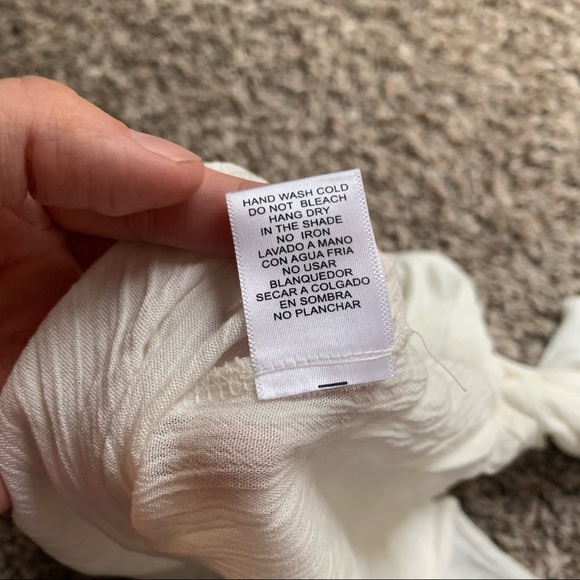 HAND WASH COLD
DO NOT BLEACH
HANG DRY
IN THE SHADE
NO IRON
LAVADO A MANO
CON AGUA FRIA
NO USAR
BLANQUEDOR
SECAR A COLGADO
EN SOMBRA
NO PLANCHAR